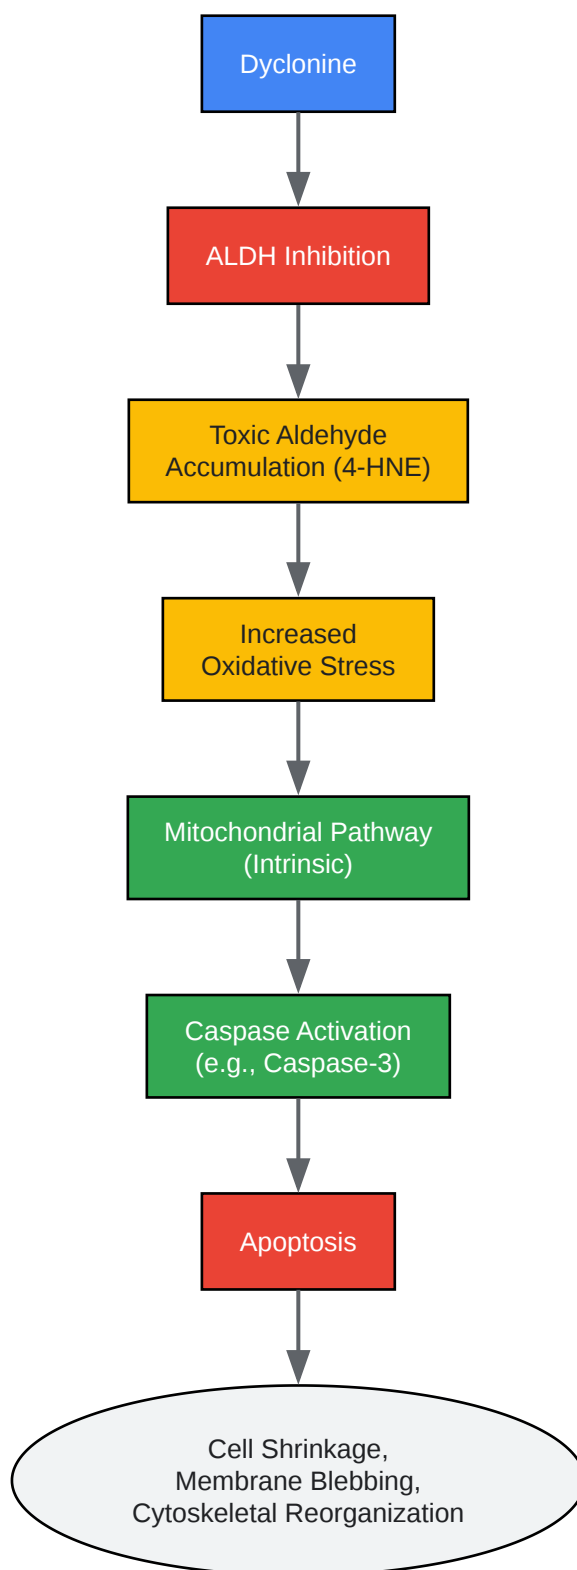 Dyclonine
ALDH Inhibition
Toxic Aldehyde
Accumulation (4-HNE)
Increased
Oxidative Stress
Mitochondrial Pathway
(Intrinsic)
Caspase Activation
(e.g., Caspase-3)
Apoptosis
Cell Shrinkage,
Membrane Blebbing,
Cytoskeletal Reorganization